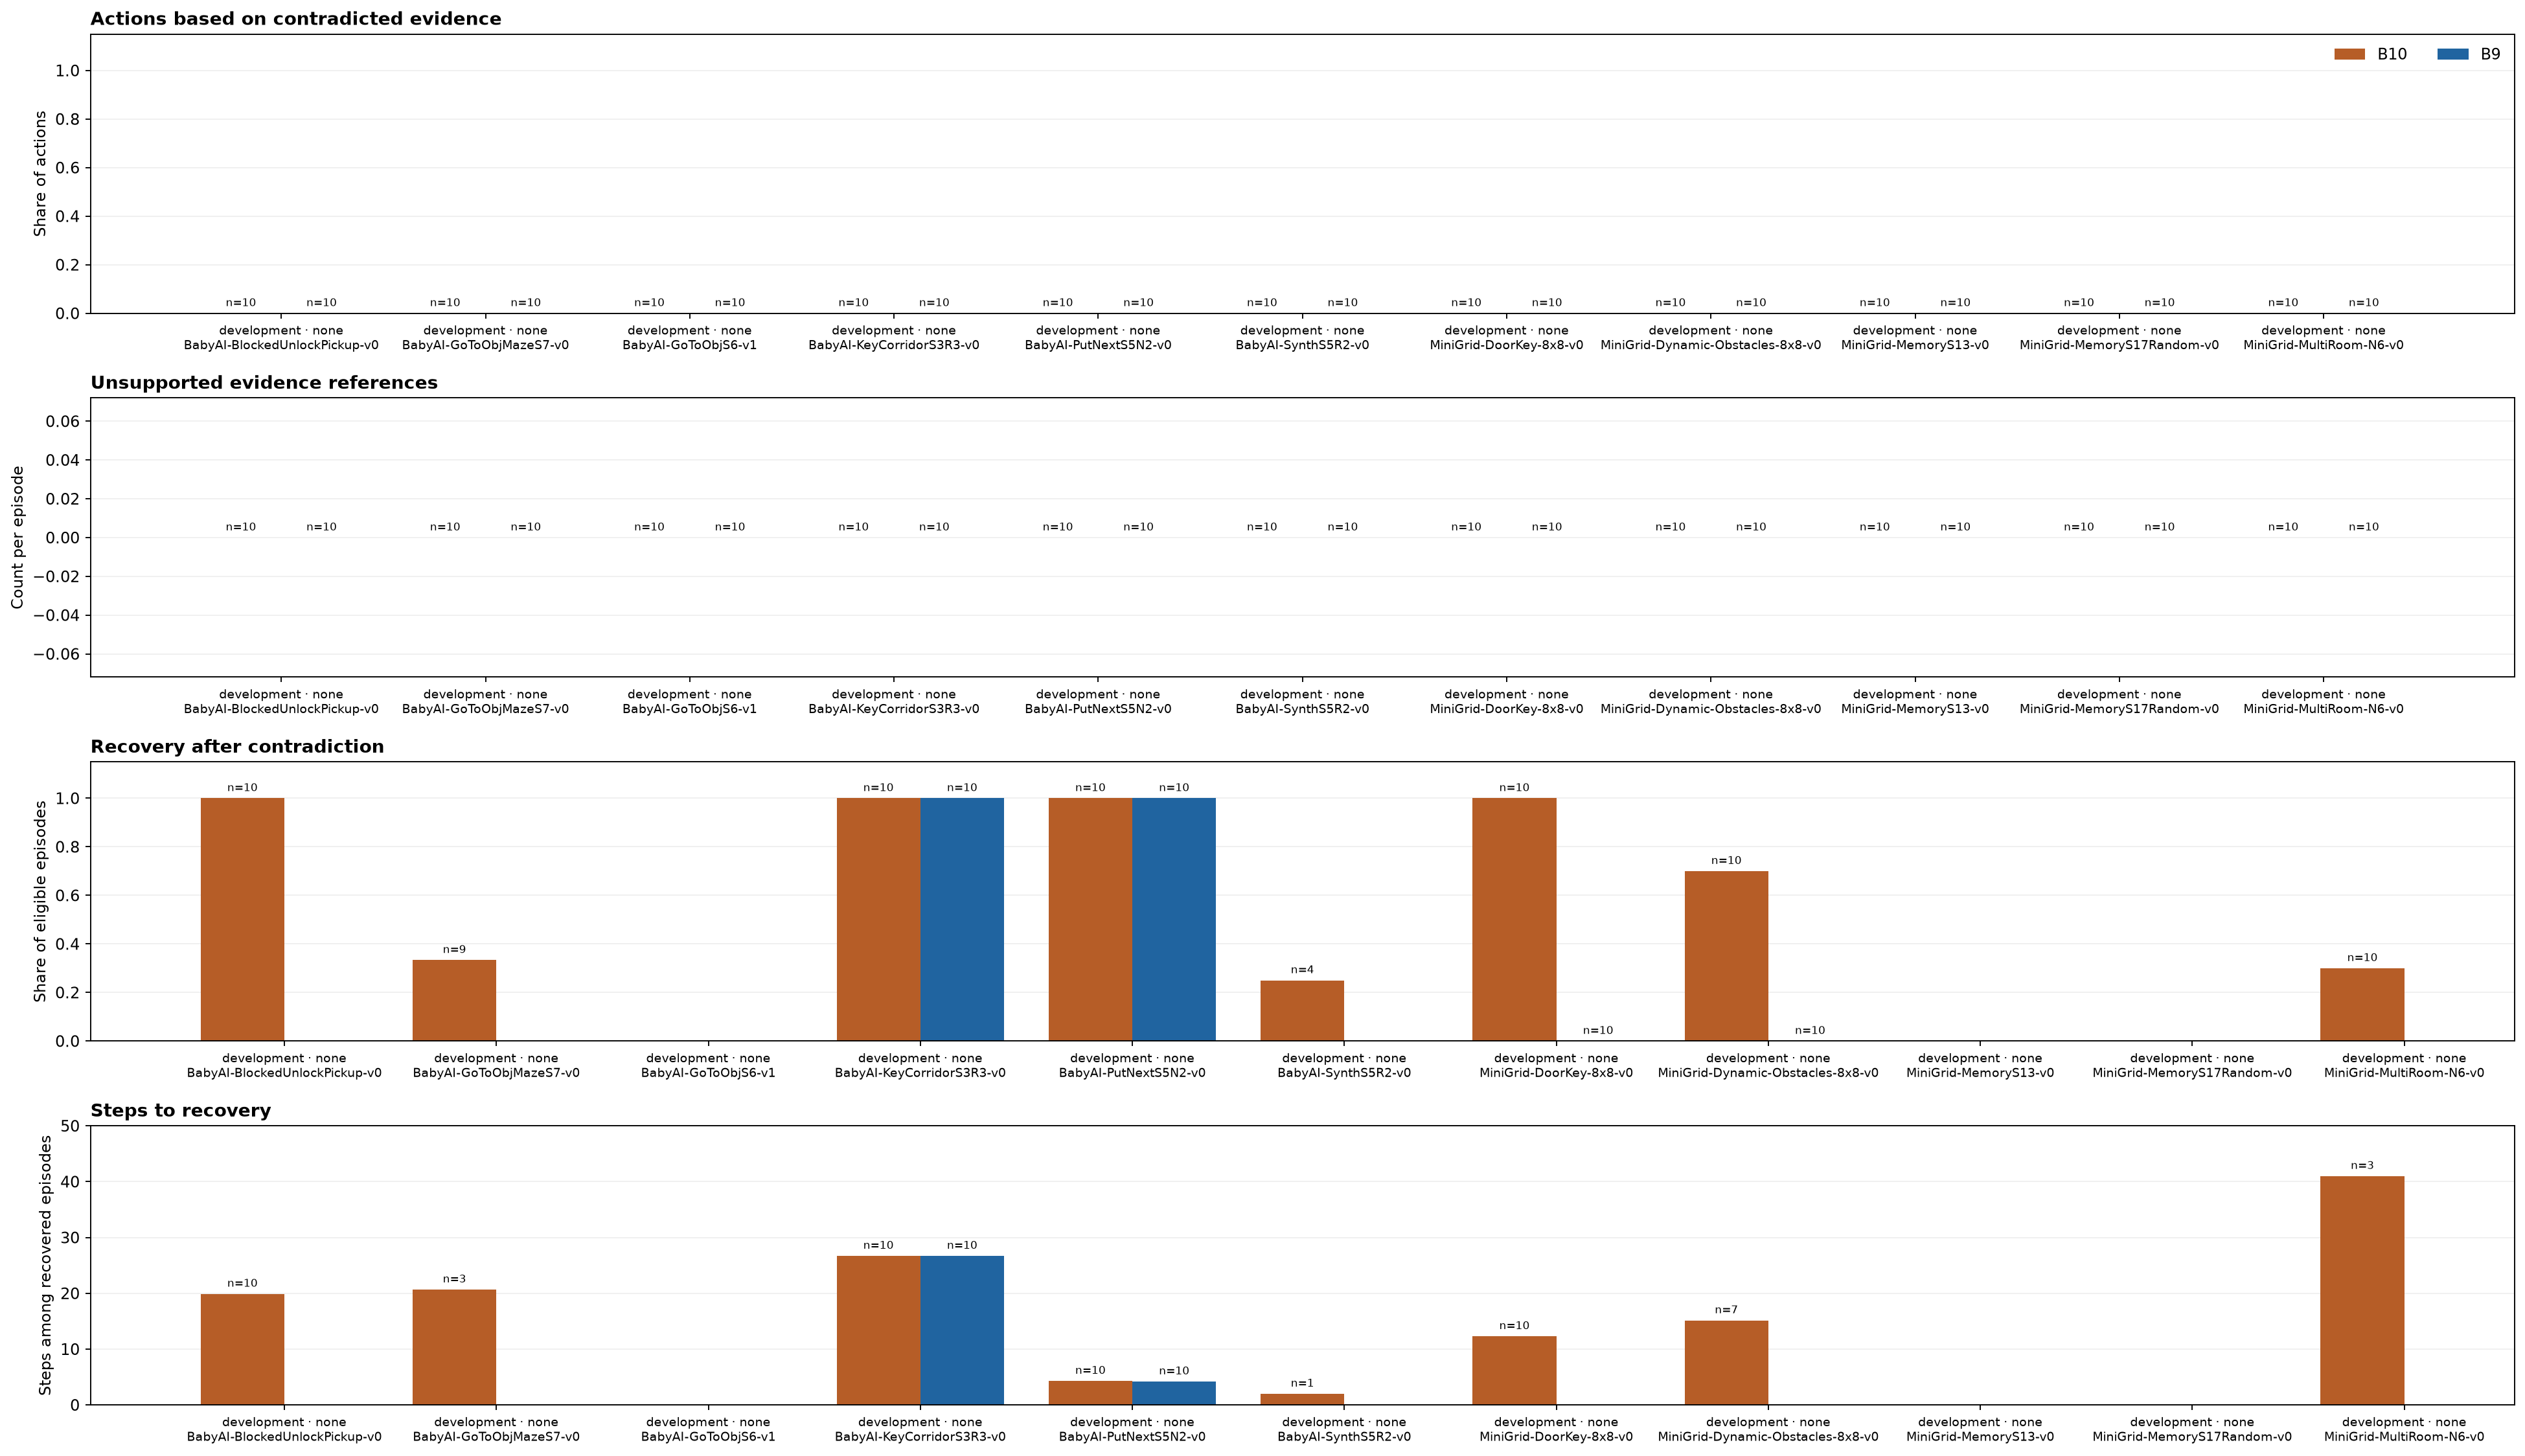 Actions based on contradicted evidence
B10 B9
Share of actions
1.0
0.8
0.6
0.4
0.2
0.0
n=10 n=10 n=10 n=10 n=10 n=10 n=10 n=10 n=10 n=10 n=10 n=10 n=10 n=10 n=10 n=10 n=10 n=10 n=10 n=10 n=10 n=10
development · none development · none development · none development · none development · none development · none development · none development · none development · none development · none development · none
BabyAI-BlockedUnlockPickup-v0 BabyAI-GoToObjMazeS7-v0 BabyAI-GoToObjS6-v1 BabyAI-KeyCorridorS3R3-v0 BabyAI-PutNextS5N2-v0 BabyAI-SynthS5R2-v0 MiniGrid-DoorKey-8x8-v0 MiniGrid-Dynamic-Obstacles-8x8-v0 MiniGrid-MemoryS13-v0 MiniGrid-MemoryS17Random-v0 MiniGrid-MultiRoom-N6-v0
Unsupported evidence references
Count per episode
0.06
0.04
0.02
0.00
−0.02
−0.04
−0.06
n=10 n=10 n=10 n=10 n=10 n=10 n=10 n=10 n=10 n=10 n=10 n=10 n=10 n=10 n=10 n=10 n=10 n=10 n=10 n=10 n=10 n=10
development · none development · none development · none development · none development · none development · none development · none development · none development · none development · none development · none
BabyAI-BlockedUnlockPickup-v0 BabyAI-GoToObjMazeS7-v0 BabyAI-GoToObjS6-v1 BabyAI-KeyCorridorS3R3-v0 BabyAI-PutNextS5N2-v0 BabyAI-SynthS5R2-v0 MiniGrid-DoorKey-8x8-v0 MiniGrid-Dynamic-Obstacles-8x8-v0 MiniGrid-MemoryS13-v0 MiniGrid-MemoryS17Random-v0 MiniGrid-MultiRoom-N6-v0
Recovery after contradiction
Share of eligible episodes
1.0
0.8
0.6
0.4
0.2
0.0
n=10 n=9 n=10 n=10 n=10 n=10 n=4 n=10 n=10 n=10 n=10 n=10
development · none development · none development · none development · none development · none development · none development · none development · none development · none development · none development · none
BabyAI-BlockedUnlockPickup-v0 BabyAI-GoToObjMazeS7-v0 BabyAI-GoToObjS6-v1 BabyAI-KeyCorridorS3R3-v0 BabyAI-PutNextS5N2-v0 BabyAI-SynthS5R2-v0 MiniGrid-DoorKey-8x8-v0 MiniGrid-Dynamic-Obstacles-8x8-v0 MiniGrid-MemoryS13-v0 MiniGrid-MemoryS17Random-v0 MiniGrid-MultiRoom-N6-v0
Steps to recovery
Steps among recovered episodes
50
40
30
20
10
0
n=10 n=3 n=10 n=10 n=10 n=10 n=1 n=10 n=7 n=3
development · none development · none development · none development · none development · none development · none development · none development · none development · none development · none development · none
BabyAI-BlockedUnlockPickup-v0 BabyAI-GoToObjMazeS7-v0 BabyAI-GoToObjS6-v1 BabyAI-KeyCorridorS3R3-v0 BabyAI-PutNextS5N2-v0 BabyAI-SynthS5R2-v0 MiniGrid-DoorKey-8x8-v0 MiniGrid-Dynamic-Obstacles-8x8-v0 MiniGrid-MemoryS13-v0 MiniGrid-MemoryS17Random-v0 MiniGrid-MultiRoom-N6-v0